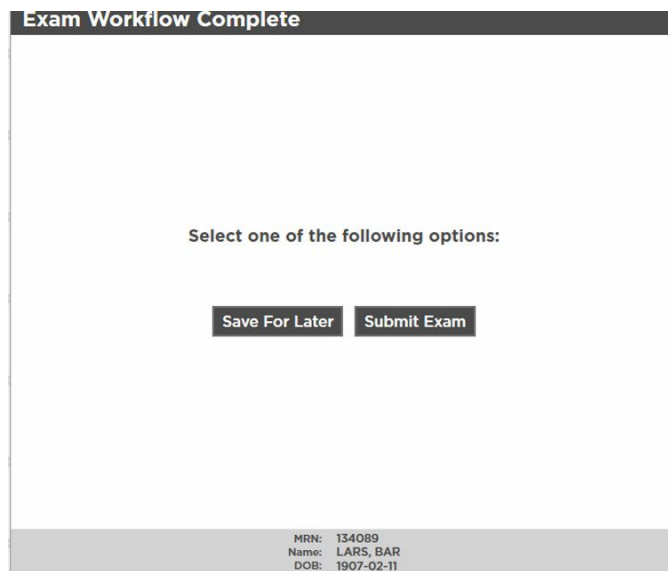 Exam Workflow Complete
Select one of the following options:
Save For Later Submit Exam
MRN: 134089
Name: LARS, BAR
DOB: 1907-02-11